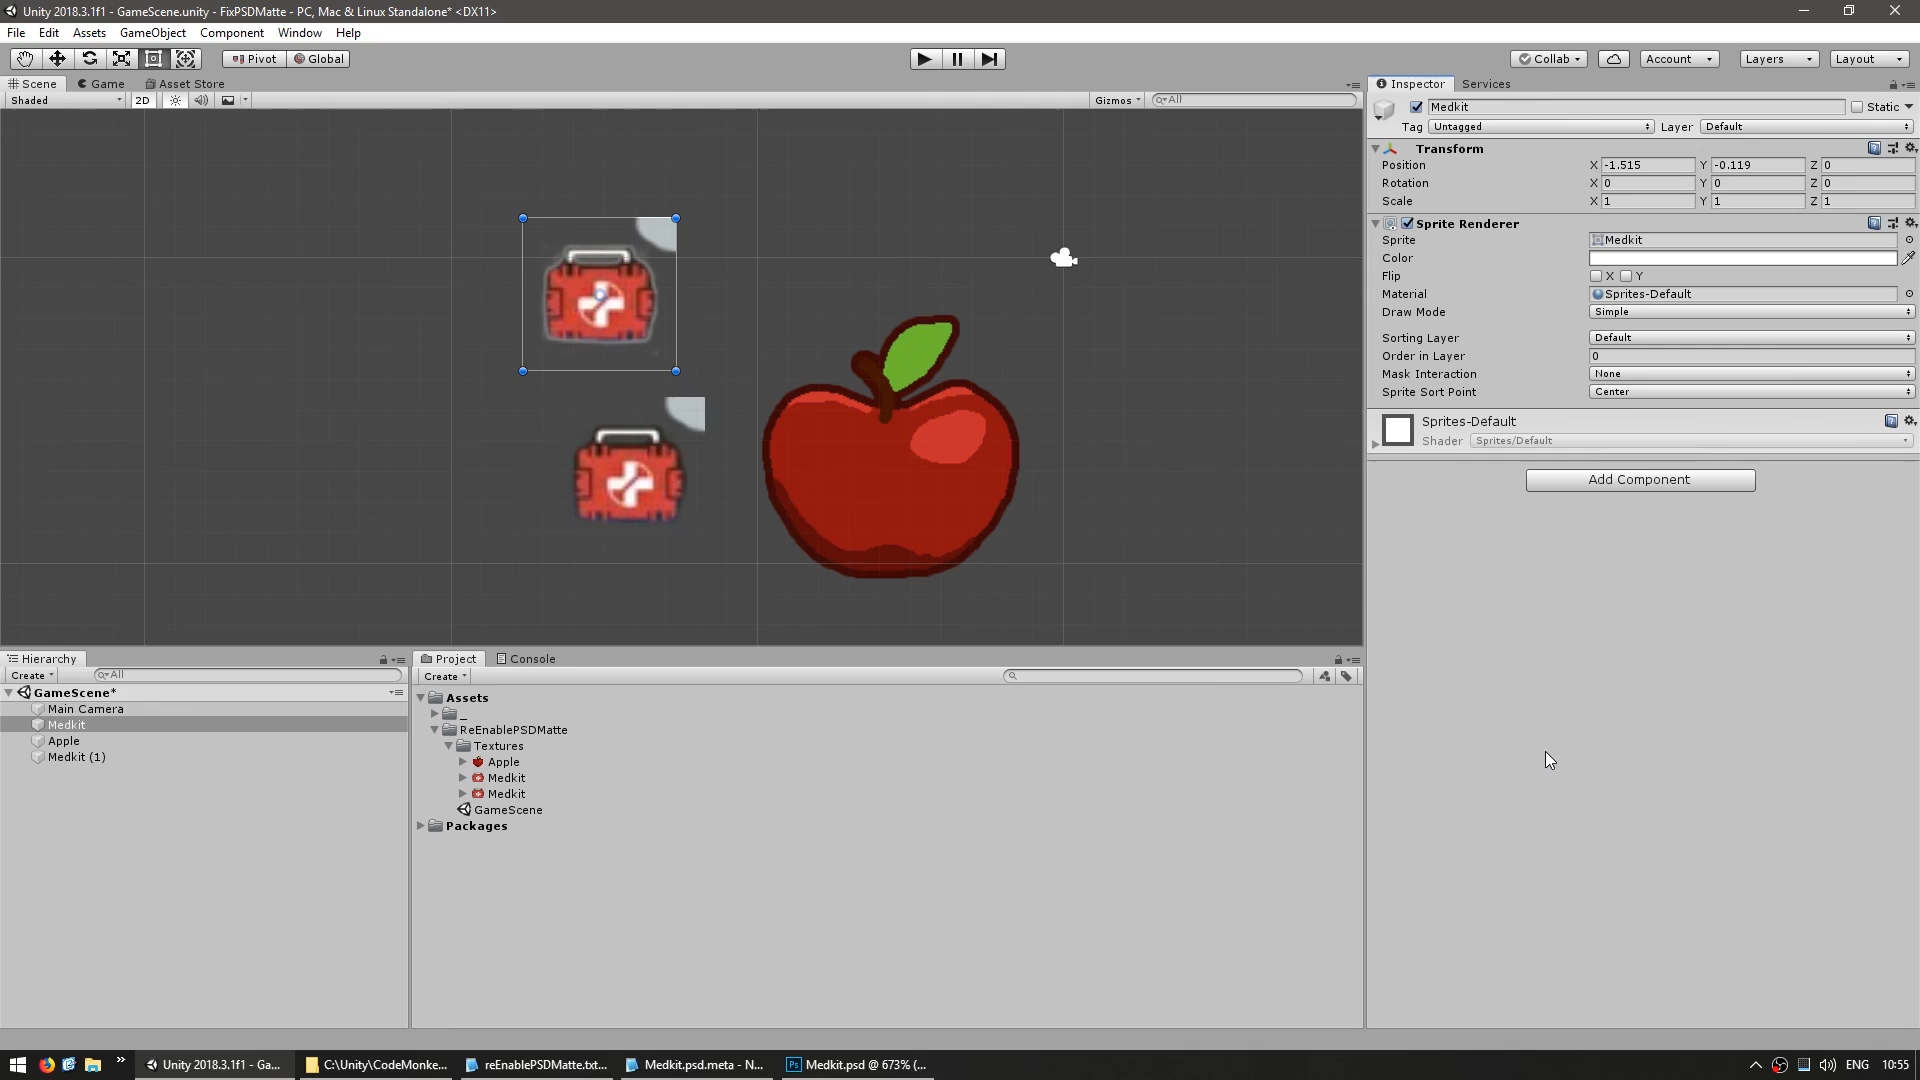 Unity 2018.3.1f1 - GameScene.unity - FixPSDMatte - PC, Mac & Linux Standalone* <DX11>
File Edit Assets GameObject Component Window Help
Pivot Global Collab Account Layers Layout
Scene Game Asset Store
Shaded 2D Gizmos All
Inspector Services
Medkit Static
Tag Untagged Layer Default
Transform
Position X -1.515 Y -0.119 Z 0
Rotation X 0 Y 0 Z 0
Scale X 1 Y 1 Z 1
Sprite Renderer
Sprite Medkit
Color
Flip X Y
Material Sprites-Default
Draw Mode Simple
Sorting Layer Default
Order in Layer 0
Mask Interaction None
Sprite Sort Point Center
Sprites-Default
Shader Sprites/Default
Add Component
Hierarchy
Create All
GameScene*
Main Camera
Medkit
Apple
Medkit (1)
Project Console
Create
Assets
_
ReEnablePSDMatte
Textures
Apple
Medkit
Medkit
GameScene
Packages
Unity 2018.3.1f1 - Ga... C:\Unity\CodeMonke... reEnablePSDMatte.txt... Medkit.psd.meta - N... Ps Medkit.psd @ 673% (... ENG 10:55